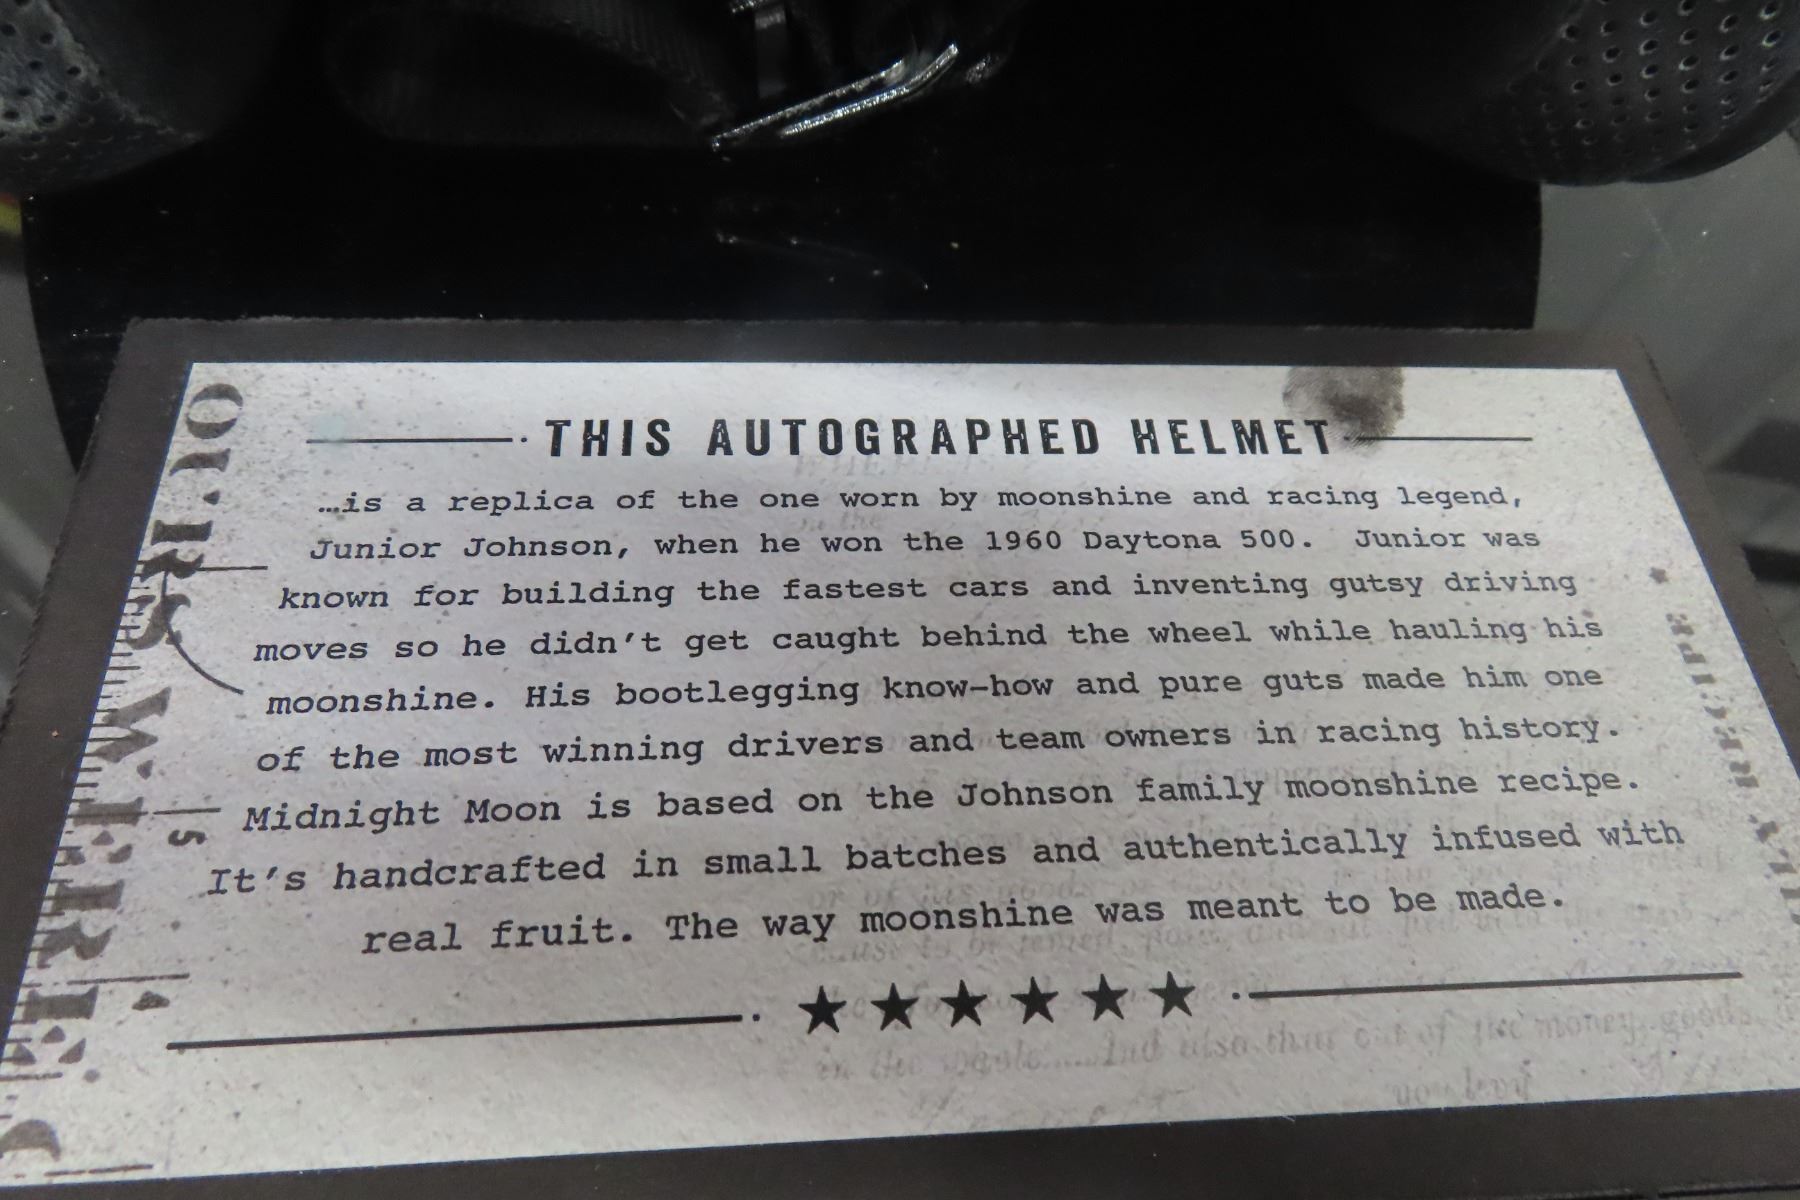 THIS AUTOGRAPHED HELMET
…is a replica of the one worn by moonshine and racing legend,
Junior Johnson, when he won the 1960 Daytona 500. Junior was
known for building the fastest cars and inventing gutsy driving
moves so he didn't get caught behind the wheel while hauling his
moonshine. His bootlegging know-how and pure guts made him one
of the most winning drivers and team owners in racing history.
Midnight Moon is based on the Johnson family moonshine recipe.
It's handcrafted in small batches and authentically infused with
real fruit. The way moonshine was meant to be made.
★ ★ ★ ★ ★ ★
5